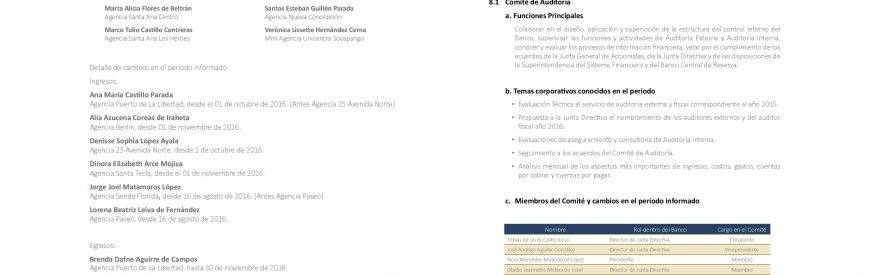 Marta Alicia Flores de Beltrán
Agencia Santa Ana Centro
Marco Tulio Castillo Contreras
Agencia Santa Ana Los Héroes
Santos Esteban Guillén Parada
Agencia Nueva Concepción
Verónica Lissette Hernández Cerna
Mini Agencia Unicentro Soyapango
Detalle de cambios en el período informado
Ingresos:
Ana María Castillo Parada
Agencia Puerto de La Libertad, desde el 01 de octubre de 2016. (Antes Agencia 25 Avenida Norte)
Alia Azucena Coreas de Iraheta
Agencia Berlín, desde 01 de noviembre de 2016.
Denisse Sophia López Ayala
Agencia 25 Avenida Norte, desde 1 de octubre de 2016.
Dinora Elizabeth Arce Mojica
Agencia Santa Tecla, desde el 01 de noviembre de 2016.
Jorge Joel Matamoros López
Agencia Senda Florida, desde 16 de agosto de 2016. (Antes Agencia Paseo)
Lorena Beatriz Leiva de Fernández
Agencia Paseo, desde 16 de agosto de 2016.
Egresos:
Brenda Dafne Aguirre de Campos
Agencia Puerto de La Libertad, hasta 30 de noviembre de 2016
8.1 Comité de Auditoría
a. Funciones Principales
Colaborar en el diseño, aplicación y supervisión de la estructura del control interno del
Banco, supervisar las funciones y actividades de Auditoría Externa y Auditoría Interna,
conocer y evaluar los procesos de información financiera, velar por el cumplimiento de los
acuerdos de la Junta General de Accionistas, de la Junta Directiva y de las disposiciones de
la Superintendencia del Sistema Financiero y del Banco Central de Reserva.
b. Temas corporativos conocidos en el período
• Evaluación Técnica al servicio de auditoría externa y fiscal correspondiente al año 2015.
• Propuesta a la Junta Directiva el nombramiento de los auditores externos y del auditor
fiscal año 2016.
• Evaluaciones de aseguramiento y consultoría de Auditoría Interna.
• Seguimiento a los acuerdos del Comité de Auditoría.
• Análisis mensual de los aspectos más importantes de ingresos, costos, gastos, cuentas
por cobrar y cuentas por pagar.
c. Miembros del Comité y cambios en el período informado
Nombre Rol dentro del Banco Cargo en el Comité
Tobías de Jesús Castro Lovo Director de Junta Directiva Presidente
José Rodrigo Aguilar González Director de Junta Directiva Vicepresidente
Nora Mercedes Miranda de López Presidente Miembro
Gladys Jeannette Melara de Jovel Director de Junta Directiva Miembro